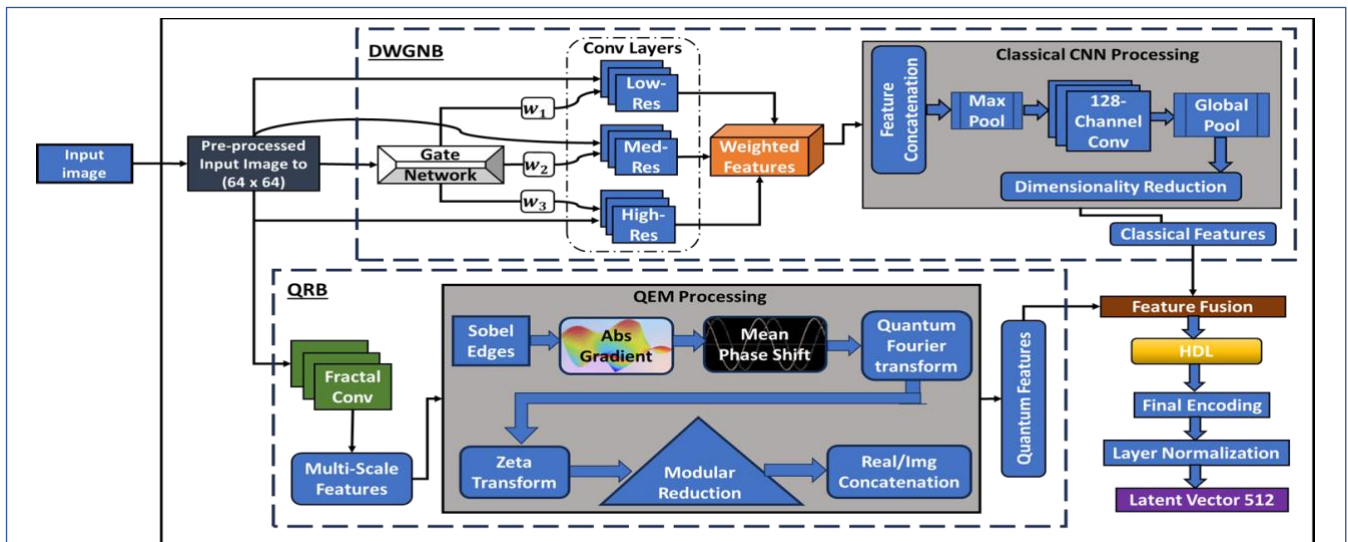 DWGNB
Conv Layers
Classical CNN Processing
Input
image
Pre-processed
Input Image to
(64 x 64)
Gate
Network
w₁
w₂
w₃
Low-
Res
Med-
Res
High-
Res
Weighted
Features
Feature
Concatenation
Max
Pool
128-
Channel
Conv
Global
Pool
Dimensionality Reduction
Classical Features
QRB
QEM Processing
Fractal
Conv
Multi-Scale
Features
Sobel
Edges
Abs
Gradient
Mean
Phase Shift
Quantum
Fourier
transform
Zeta
Transform
Modular
Reduction
Real/Img
Concatenation
Quantum Features
Feature Fusion
HDL
Final Encoding
Layer Normalization
Latent Vector 512